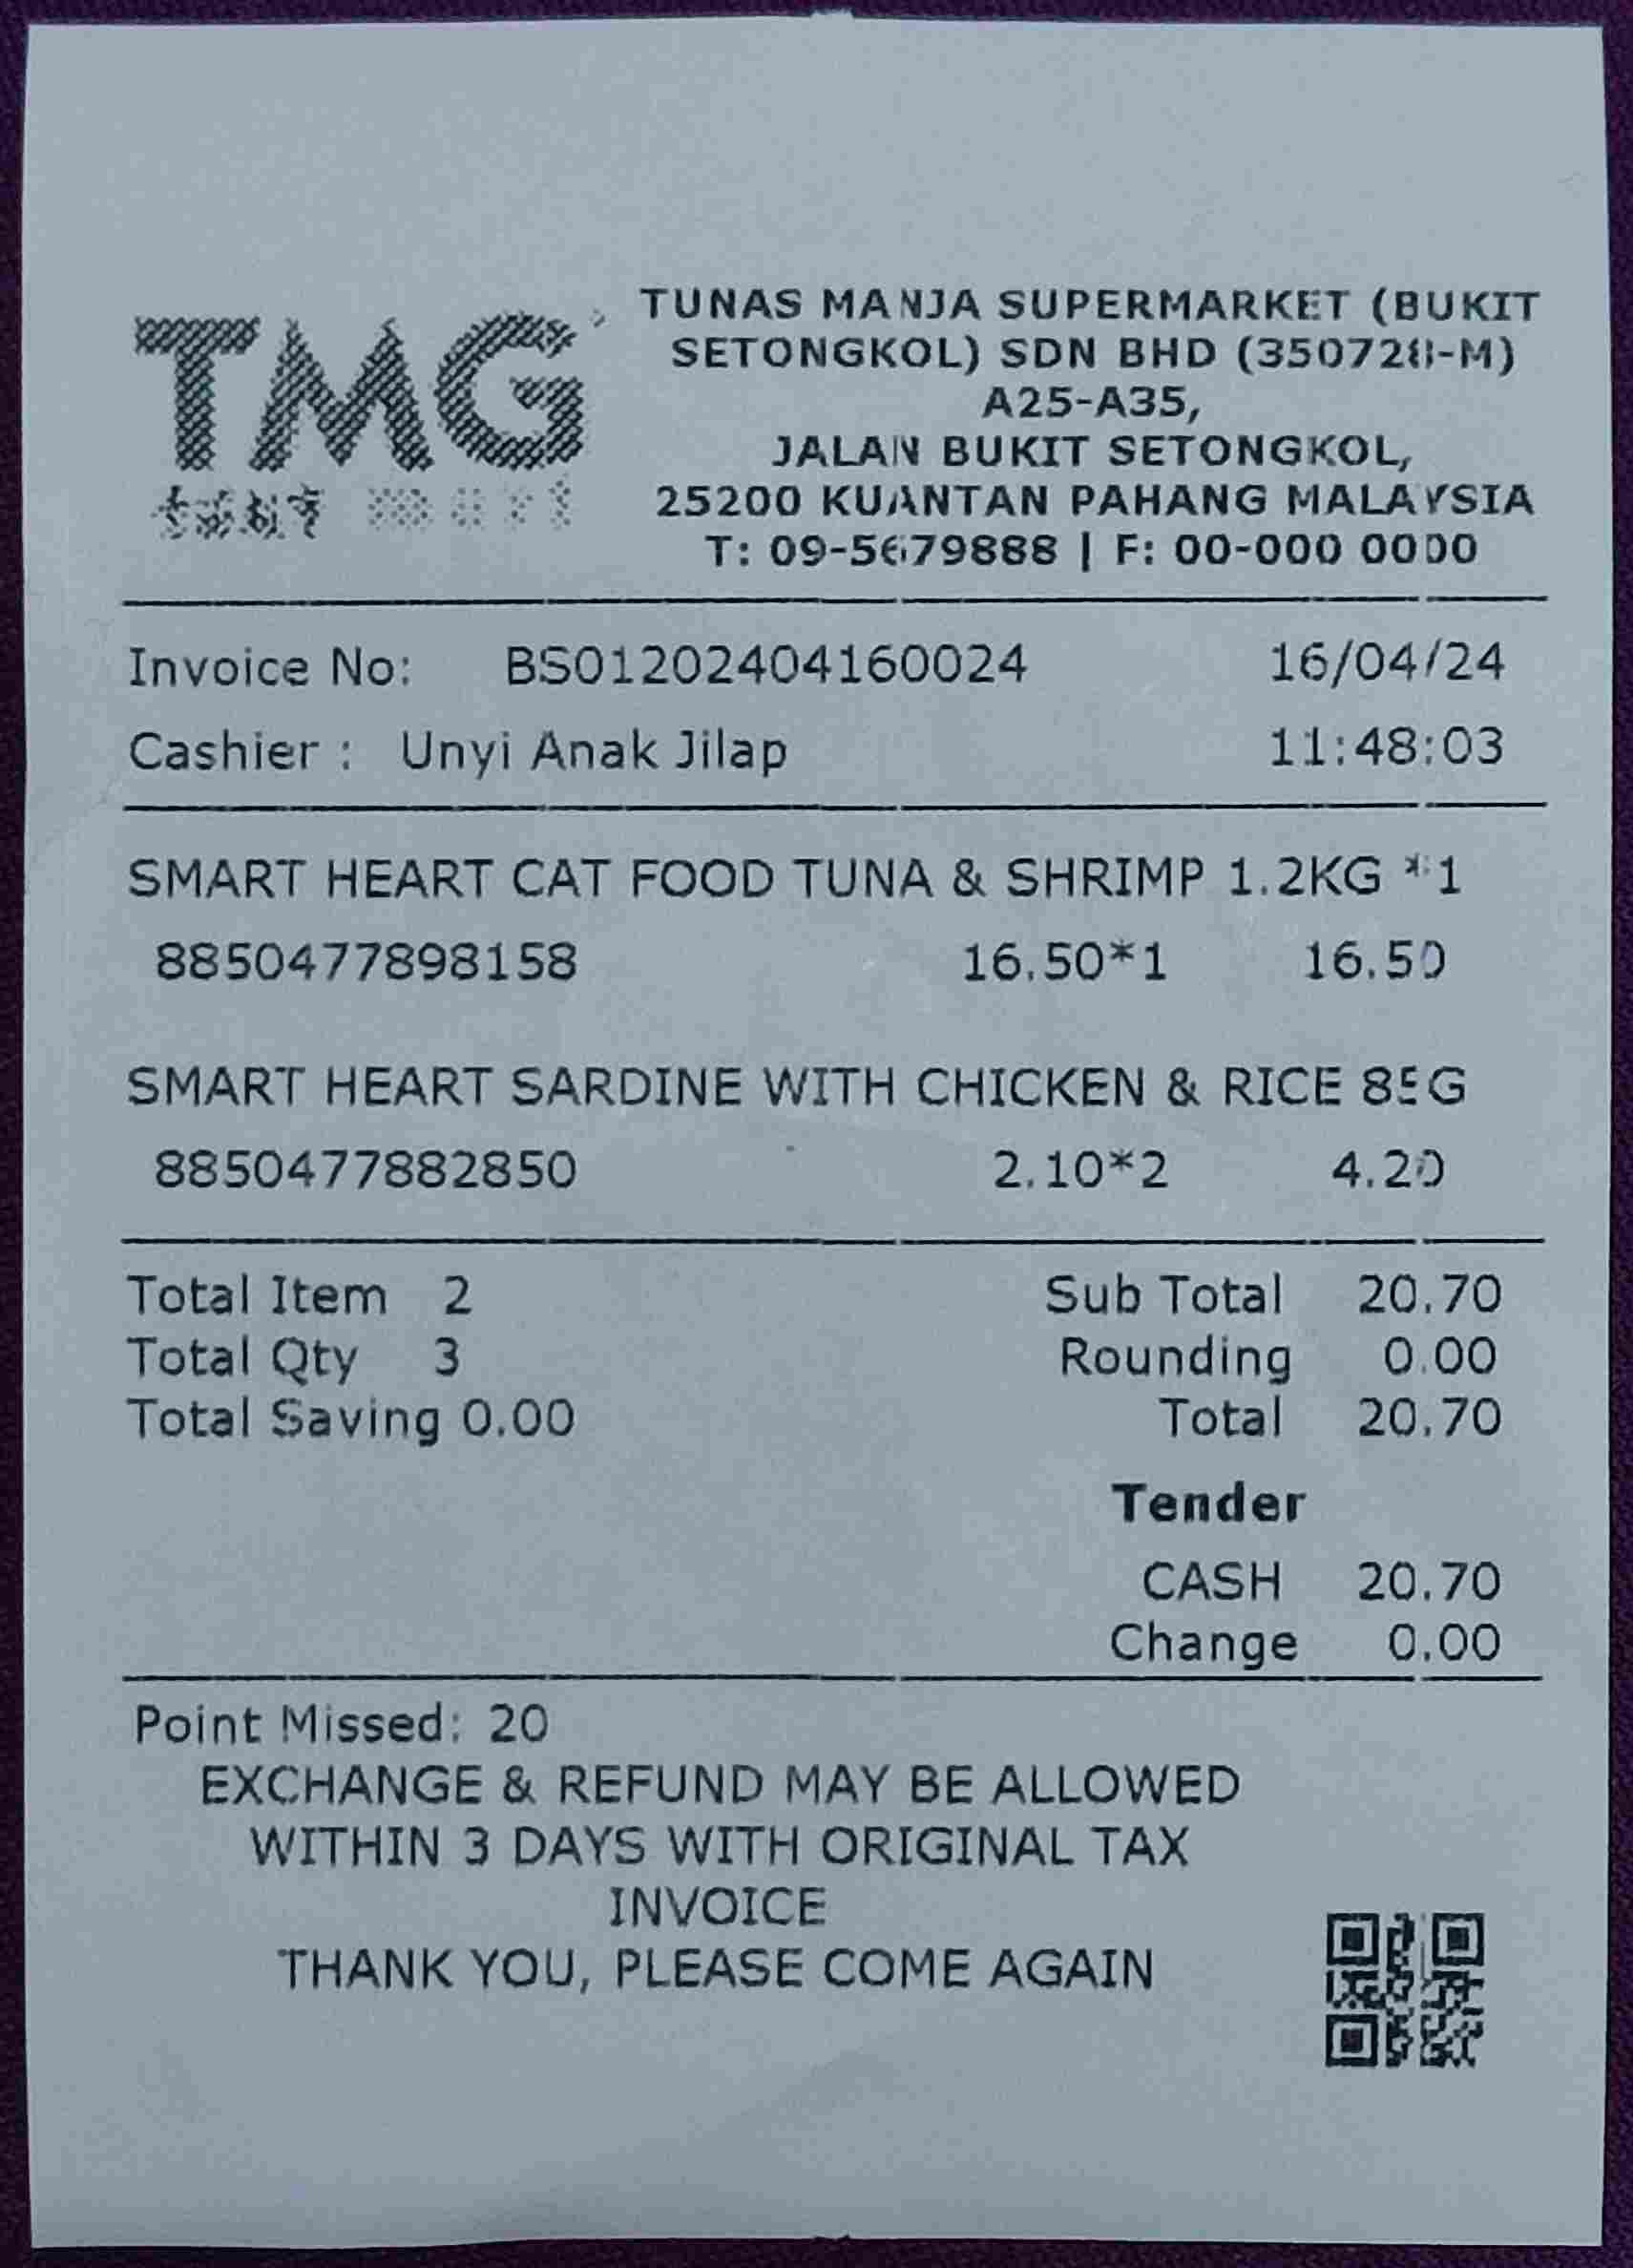 TMG
TUNAS MANJA SUPERMARKET (BUKIT
SETONGKOL) SDN BHD (350728-M)
A25-A35,
JALAN BUKIT SETONGKOL,
25200 KUANTAN PAHANG MALAYSIA
T: 09-5679888 | F: 00-000 0000
Invoice No: BS01202404160024 16/04/24
Cashier : Unyi Anak Jilap 11:48:03
SMART HEART CAT FOOD TUNA & SHRIMP 1.2KG *1
8850477898158 16.50*1 16.50
SMART HEART SARDINE WITH CHICKEN & RICE 85G
8850477882850 2.10*2 4.20
Total Item 2 Sub Total 20.70
Total Qty 3 Rounding 0.00
Total Saving 0.00 Total 20.70
Tender
CASH 20.70
Change 0.00
Point Missed: 20
EXCHANGE & REFUND MAY BE ALLOWED
WITHIN 3 DAYS WITH ORIGINAL TAX
INVOICE
THANK YOU, PLEASE COME AGAIN